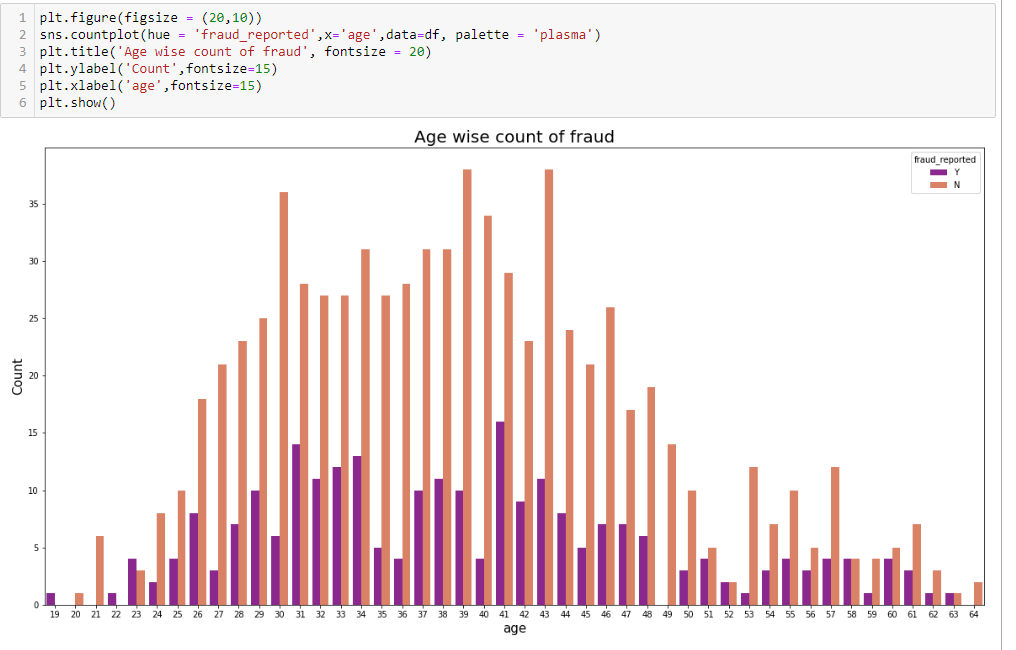 1 plt.figure(figsize = (20,10))
2 sns.countplot(hue = 'fraud_reported',x='age',data=df, palette = 'plasma')
3 plt.title('Age wise count of fraud', fontsize = 20)
4 plt.ylabel('Count',fontsize=15)
5 plt.xlabel('age',fontsize=15)
6 plt.show()
Age wise count of fraud
fraud_reported
Y
N
35
30
25
20
15
10
5
0
Count
19 20 21 22 23 24 25 26 27 28 29 30 31 32 33 34 35 36 37 38 39 40 41 42 43 44 45 46 47 48 49 50 51 52 53 54 55 56 57 58 59 60 61 62 63 64
age